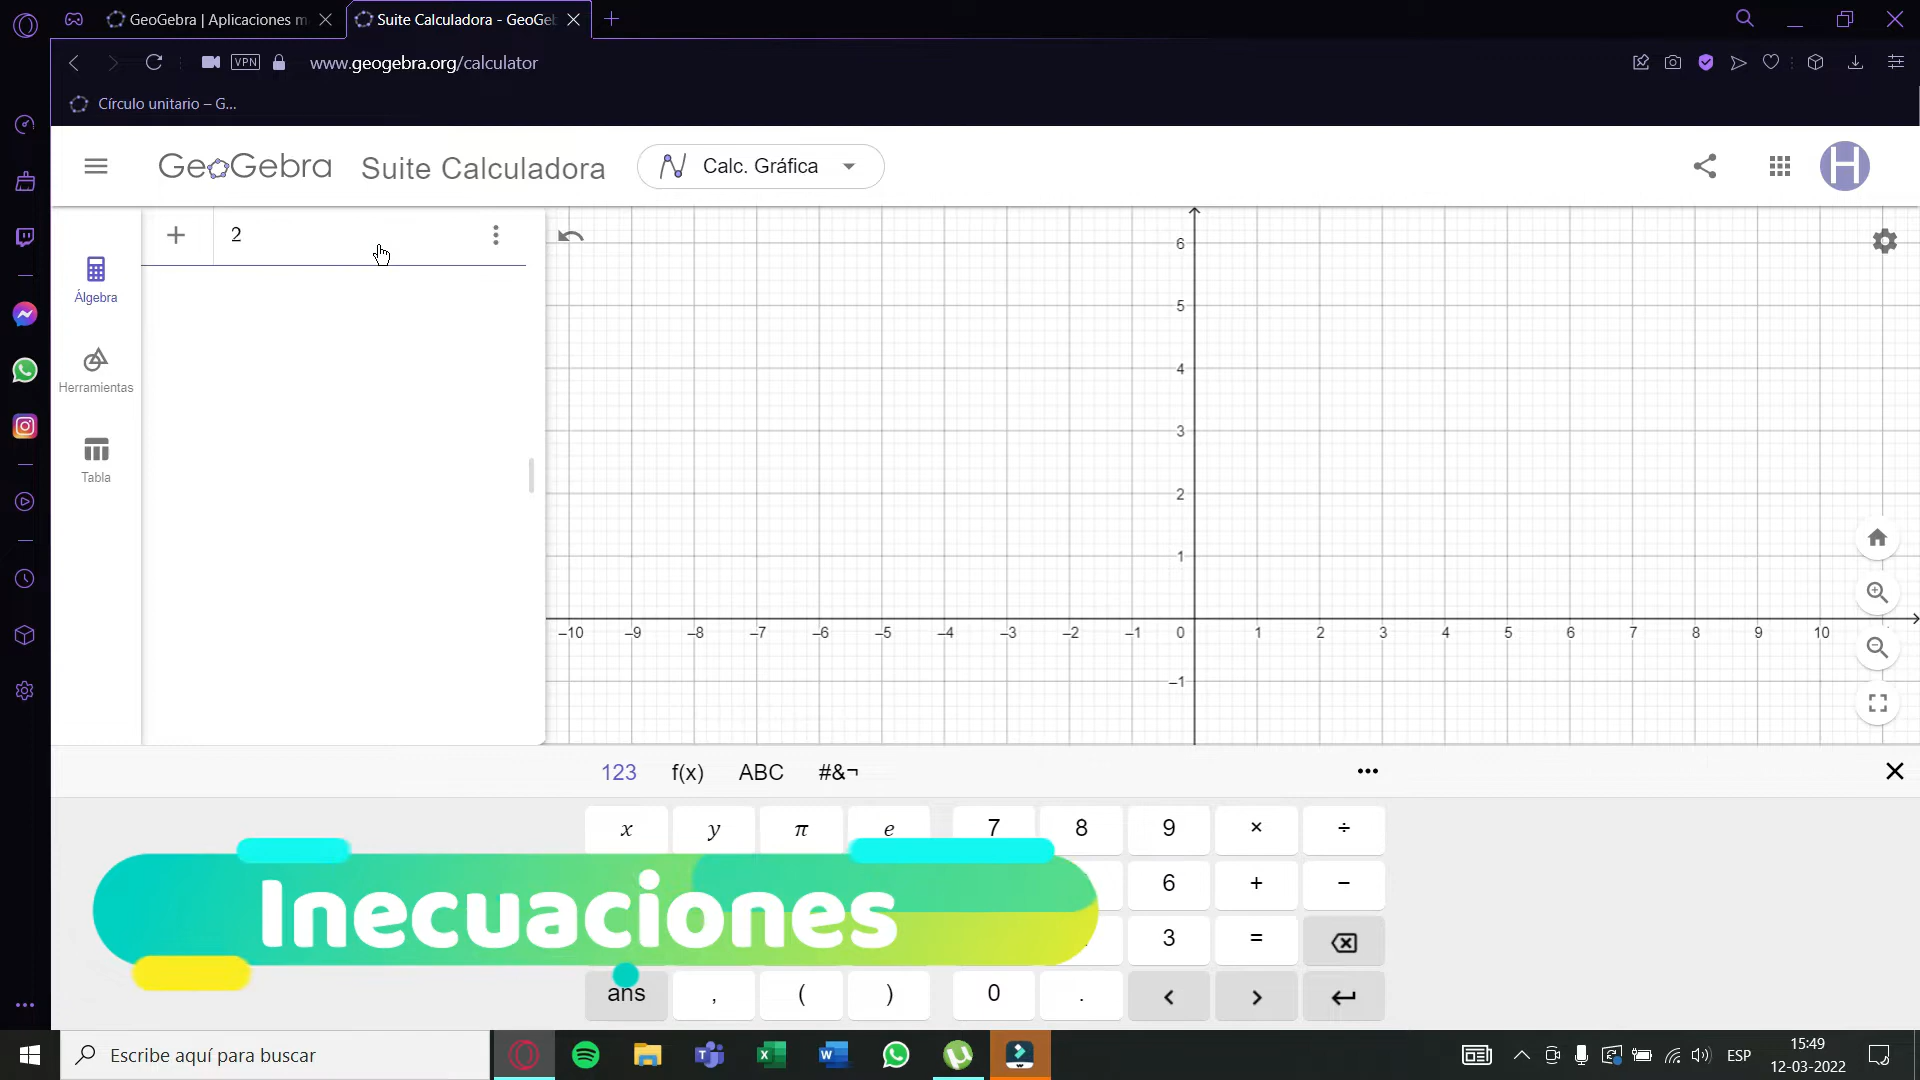 GeoGebra | Aplicaciones m
Suite Calculadora - GeoGe
VPN
www.geogebra.org/calculator
Círculo unitario – G...
GeoGebra
Suite Calculadora
Calc. Gráfica
H
2
Álgebra
Herramientas
Tabla
6
5
4
3
2
1
–10 –9 –8 –7 –6 –5 –4 –3 –2 –1 0 1 2 3 4 5 6 7 8 9 10
–1
123 f(x) ABC #&¬
x y π e 7 8 9 × ÷
6 + −
3 =
ans , ( ) 0 . < >
Inecuaciones
Escribe aquí para buscar
ESP
15:49
12-03-2022